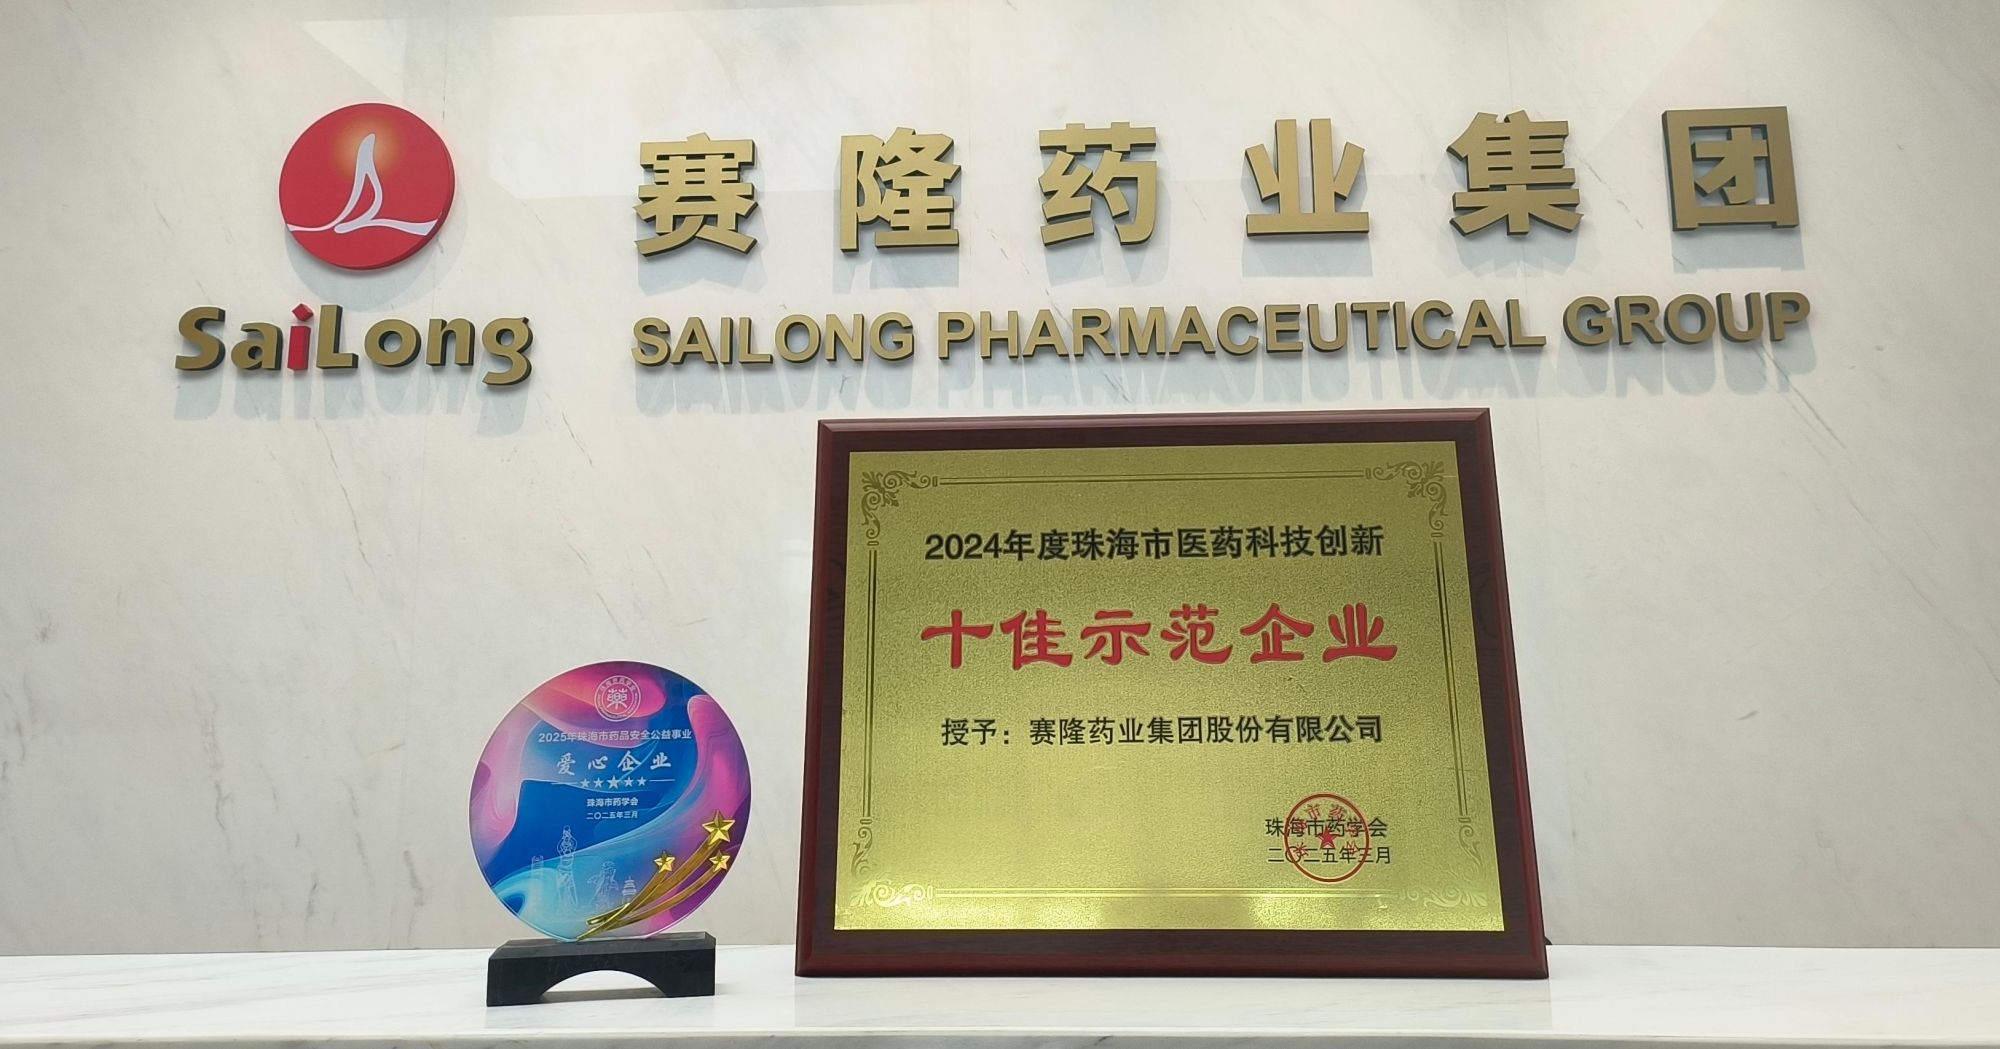 赛隆药业集团
SaiLong
SAILONG PHARMACEUTICAL GROUP
2024年度珠海市医药科技创新
十佳示范企业
授予：赛隆药业集团股份有限公司
珠海市药学会
二〇二五年三月
藥
2025年珠海市药品安全公益事业
爱心企业
珠海市药学会
二〇二五年三月